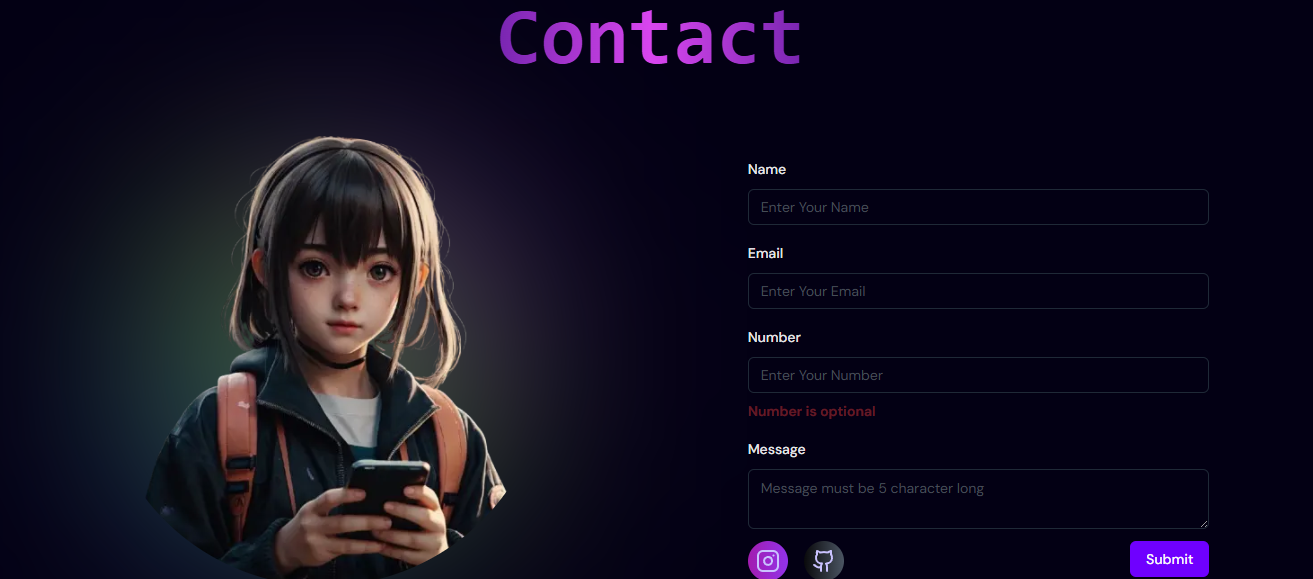 Contact
Name
Enter Your Name
Email
Enter Your Email
Number
Enter Your Number
Number is optional
Message
Message must be 5 character long
Submit